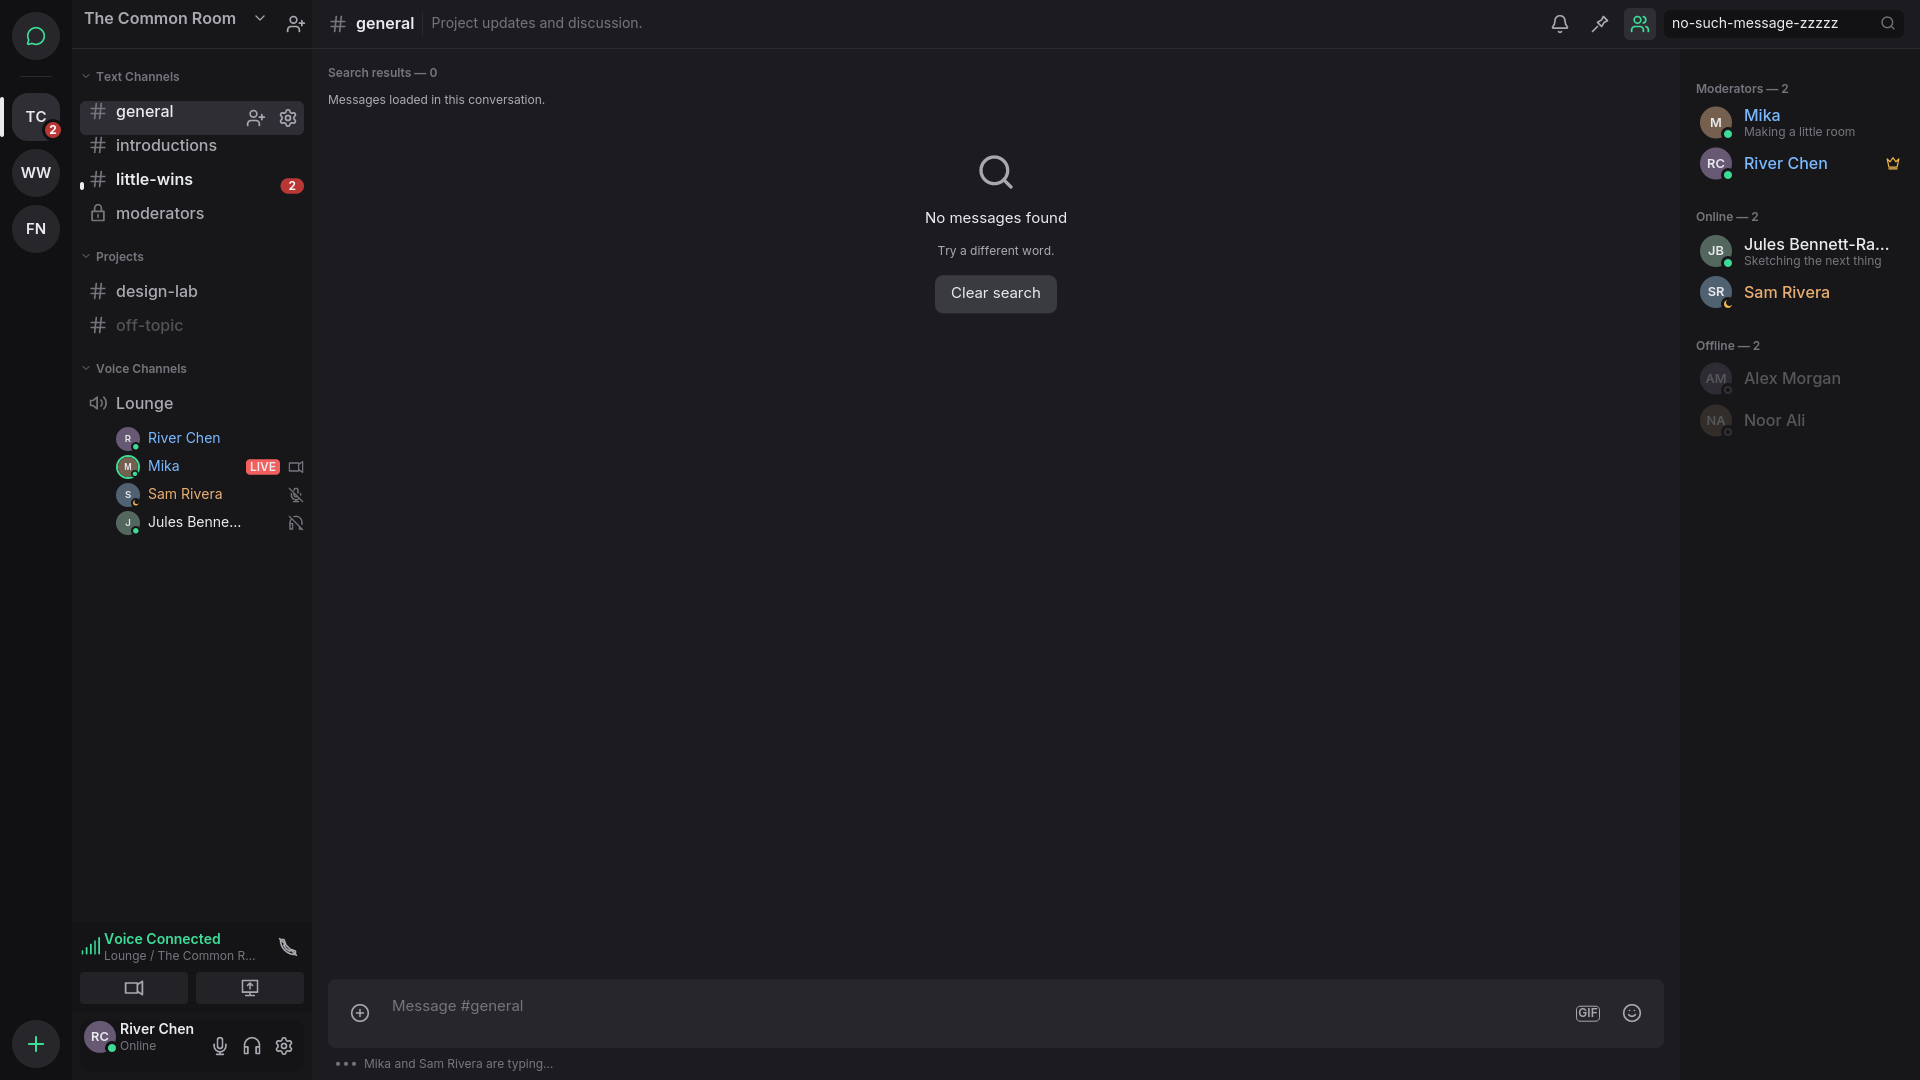 The Common Room
general
Project updates and discussion.
no-such-message-zzzzz
TC
2
WW
FN
Text Channels
general
introductions
little-wins
2
moderators
Projects
design-lab
off-topic
Voice Channels
Lounge
R
River Chen
M
Mika
LIVE
S
Sam Rivera
J
Jules Benne...
Voice Connected
Lounge / The Common R...
RC
River Chen
Online
Search results — 0
Messages loaded in this conversation.
No messages found
Try a different word.
Clear search
Message #general
GIF
Mika and Sam Rivera are typing...
Moderators — 2
M
Mika
Making a little room
RC
River Chen
Online — 2
JB
Jules Bennett-Ra...
Sketching the next thing
SR
Sam Rivera
Offline — 2
AM
Alex Morgan
NA
Noor Ali